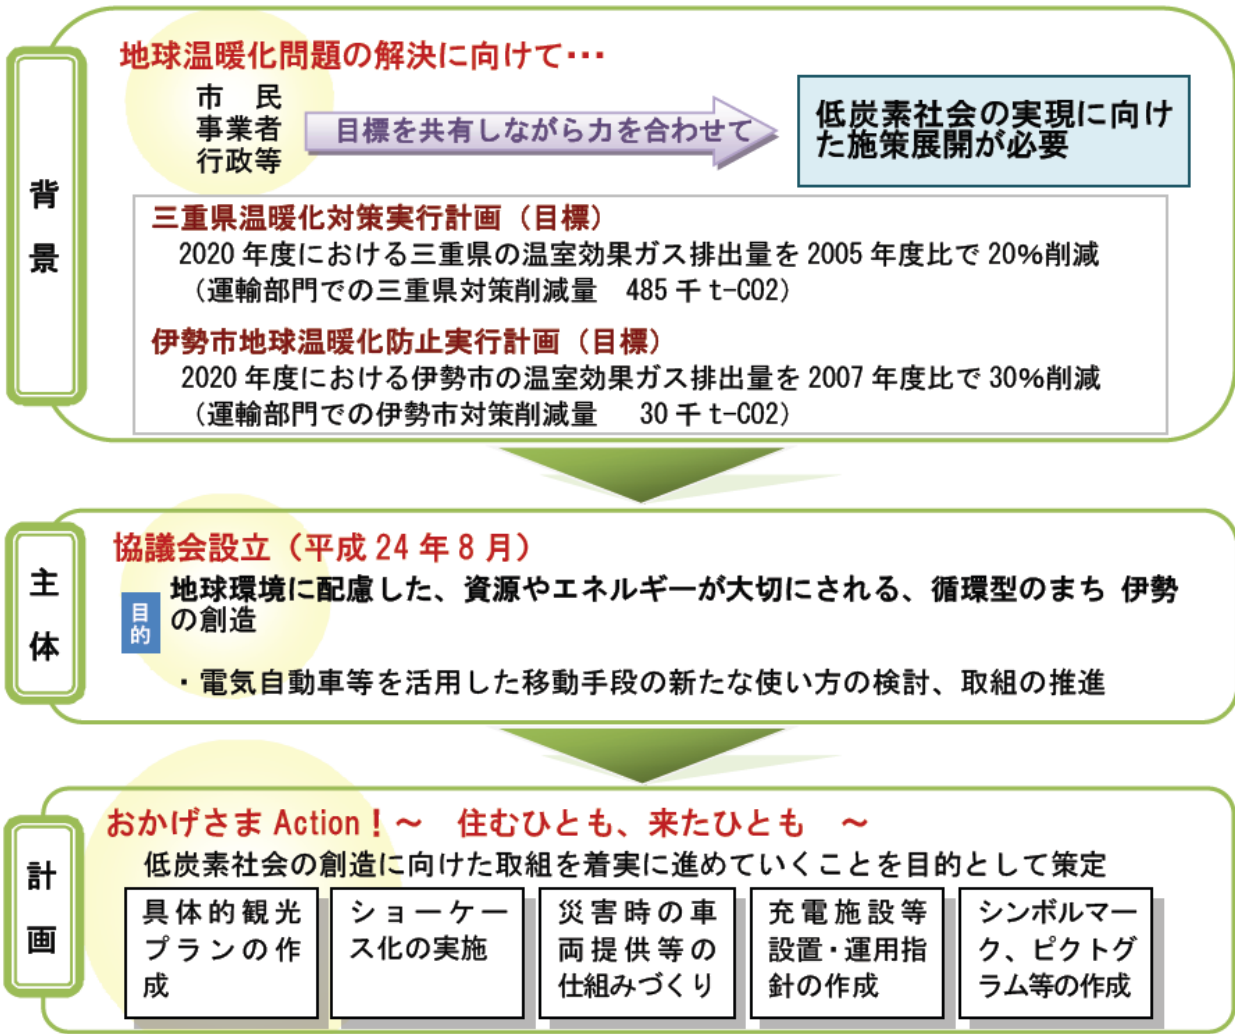 背景
地球温暖化問題の解決に向けて・・・
市　民
事業者
行政等
目標を共有しながら力を合わせて
低炭素社会の実現に向け
た施策展開が必要
三重県温暖化対策実行計画（目標）
2020 年度における三重県の温室効果ガス排出量を 2005 年度比で 20%削減
（運輸部門での三重県対策削減量　485 千 t-CO2）
伊勢市地球温暖化防止実行計画（目標）
2020 年度における伊勢市の温室効果ガス排出量を 2007 年度比で 30%削減
（運輸部門での伊勢市対策削減量　30 千 t-CO2）
主体
協議会設立（平成 24 年 8 月）
目的
地球環境に配慮した、資源やエネルギーが大切にされる、循環型のまち 伊勢
の創造
・電気自動車等を活用した移動手段の新たな使い方の検討、取組の推進
計画
おかげさま Action！～　住むひとも、来たひとも　～
低炭素社会の創造に向けた取組を着実に進めていくことを目的として策定
具体的観光
プランの作
成
ショーケー
ス化の実施
災害時の車
両提供等の
仕組みづくり
充電施設等
設置・運用指
針の作成
シンボルマー
ク、ピクトグ
ラム等の作成